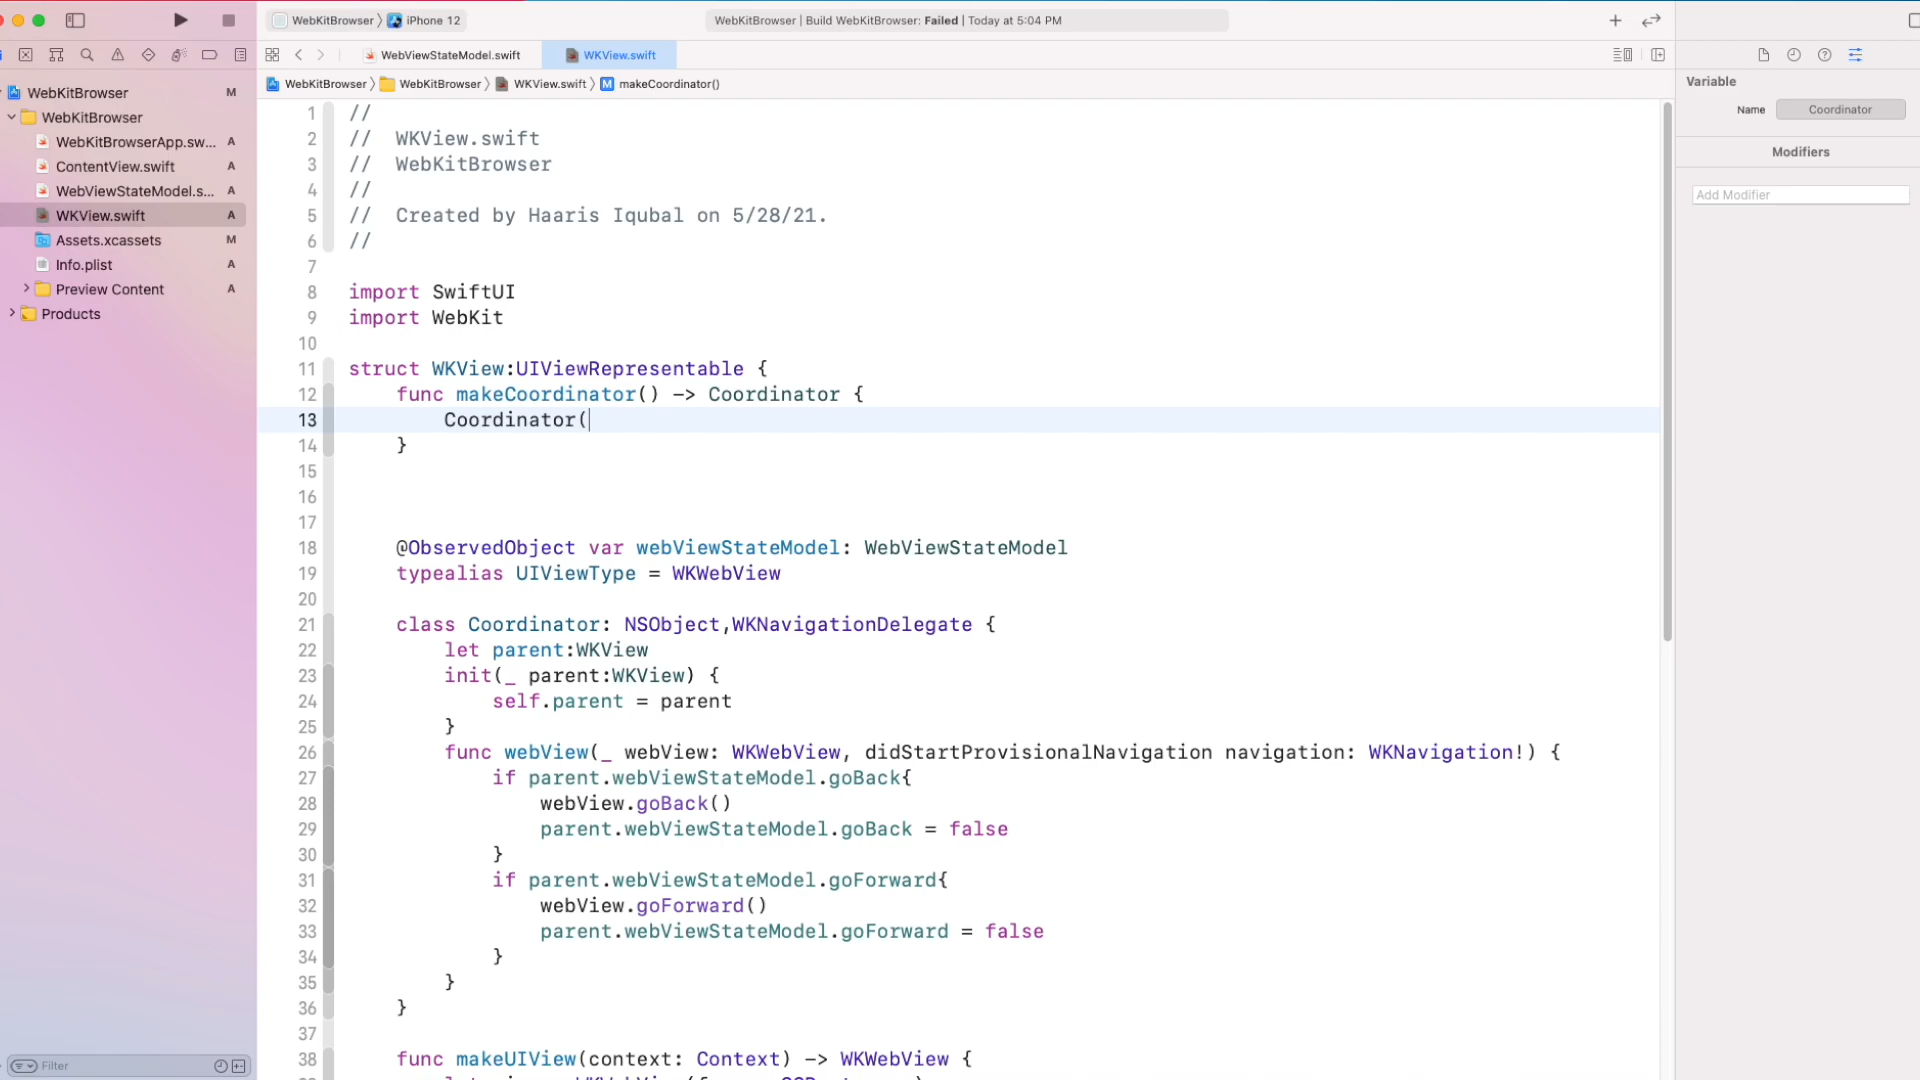 WebKitBrowser
iPhone 12
WebKitBrowser | Build WebKitBrowser: Failed | Today at 5:04 PM
WebViewStateModel.swift
WKView.swift
WebKitBrowser
WebKitBrowser
WKView.swift
M
makeCoordinator()
WebKitBrowser M
WebKitBrowser
WebKitBrowserApp.sw... A
ContentView.swift A
WebViewStateModel.s... A
WKView.swift A
Assets.xcassets M
Info.plist A
Preview Content A
Products
Filter
1 //
2 //  WKView.swift
3 //  WebKitBrowser
4 //
5 //  Created by Haaris Iqubal on 5/28/21.
6 //
7
8 import SwiftUI
9 import WebKit
10
11 struct WKView:UIViewRepresentable {
12     func makeCoordinator() -> Coordinator {
13         Coordinator(
14     }
15
16
17
18     @ObservedObject var webViewStateModel: WebViewStateModel
19     typealias UIViewType = WKWebView
20
21     class Coordinator: NSObject,WKNavigationDelegate {
22         let parent:WKView
23         init(_ parent:WKView) {
24             self.parent = parent
25         }
26         func webView(_ webView: WKWebView, didStartProvisionalNavigation navigation: WKNavigation!) {
27             if parent.webViewStateModel.goBack{
28                 webView.goBack()
29                 parent.webViewStateModel.goBack = false
30             }
31             if parent.webViewStateModel.goForward{
32                 webView.goForward()
33                 parent.webViewStateModel.goForward = false
34             }
35         }
36     }
37
38     func makeUIView(context: Context) -> WKWebView {
Variable
Name Coordinator
Modifiers
Add Modifier